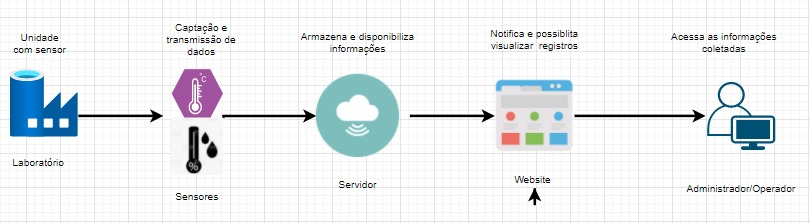 Unidade
com sensor
Captação e
transmissão de
dados
Armazena e disponibiliza
informações
Notifica e possiblita
visualizar registros
Acessa as informações
coletadas
°C
%
Laboratório
Sensores
Servidor
Website
Administrador/Operador